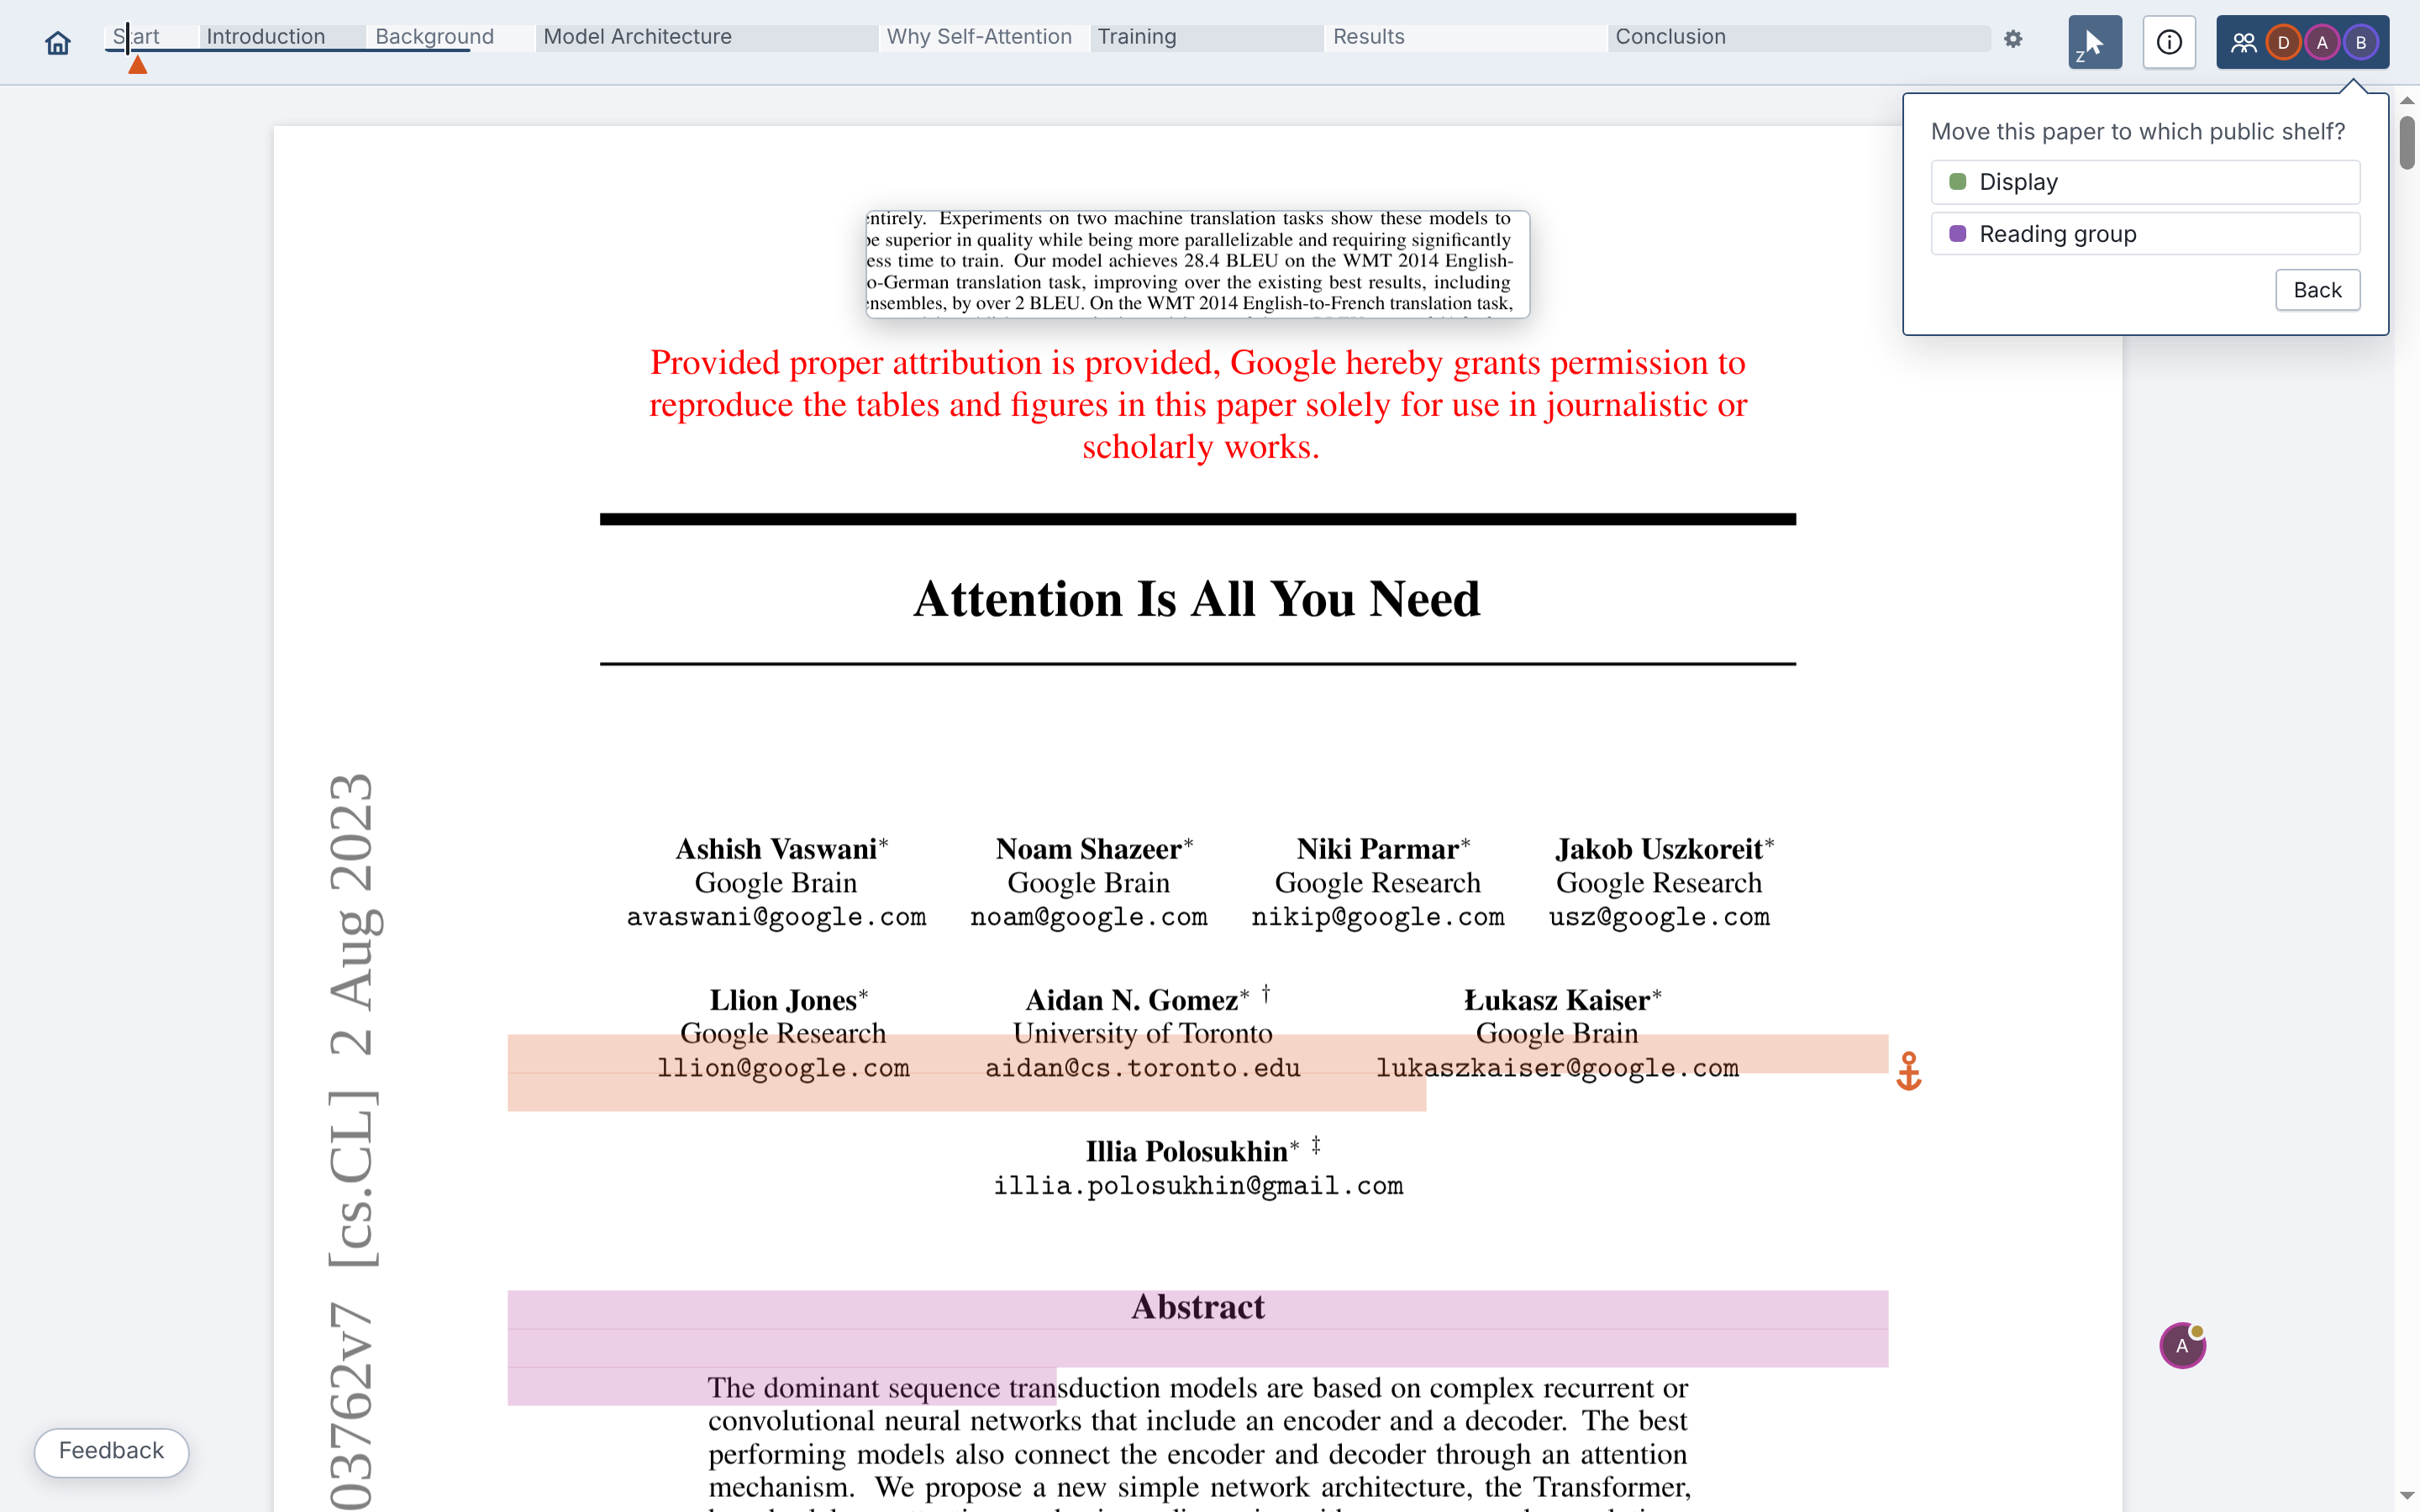 Start Introduction Background Model Architecture Why Self-Attention Training Results Conclusion
Z
D A B
Move this paper to which public shelf?
Display
Reading group
Back
entirely. Experiments on two machine translation tasks show these models to
be superior in quality while being more parallelizable and requiring significantly
ess time to train. Our model achieves 28.4 BLEU on the WMT 2014 English-
o-German translation task, improving over the existing best results, including
ensembles, by over 2 BLEU. On the WMT 2014 English-to-French translation task,
Provided proper attribution is provided, Google hereby grants permission to
reproduce the tables and figures in this paper solely for use in journalistic or
scholarly works.
Attention Is All You Need
Ashish Vaswani* Noam Shazeer* Niki Parmar* Jakob Uszkoreit*
Google Brain Google Brain Google Research Google Research
avaswani@google.com noam@google.com nikip@google.com usz@google.com
Llion Jones* Aidan N. Gomez* † Łukasz Kaiser*
Google Research University of Toronto Google Brain
llion@google.com aidan@cs.toronto.edu lukaszkaiser@google.com
Illia Polosukhin* ‡
illia.polosukhin@gmail.com
Abstract
The dominant sequence transduction models are based on complex recurrent or
convolutional neural networks that include an encoder and a decoder. The best
performing models also connect the encoder and decoder through an attention
mechanism. We propose a new simple network architecture, the Transformer,
03762v7 [cs.CL] 2 Aug 2023
A
Feedback